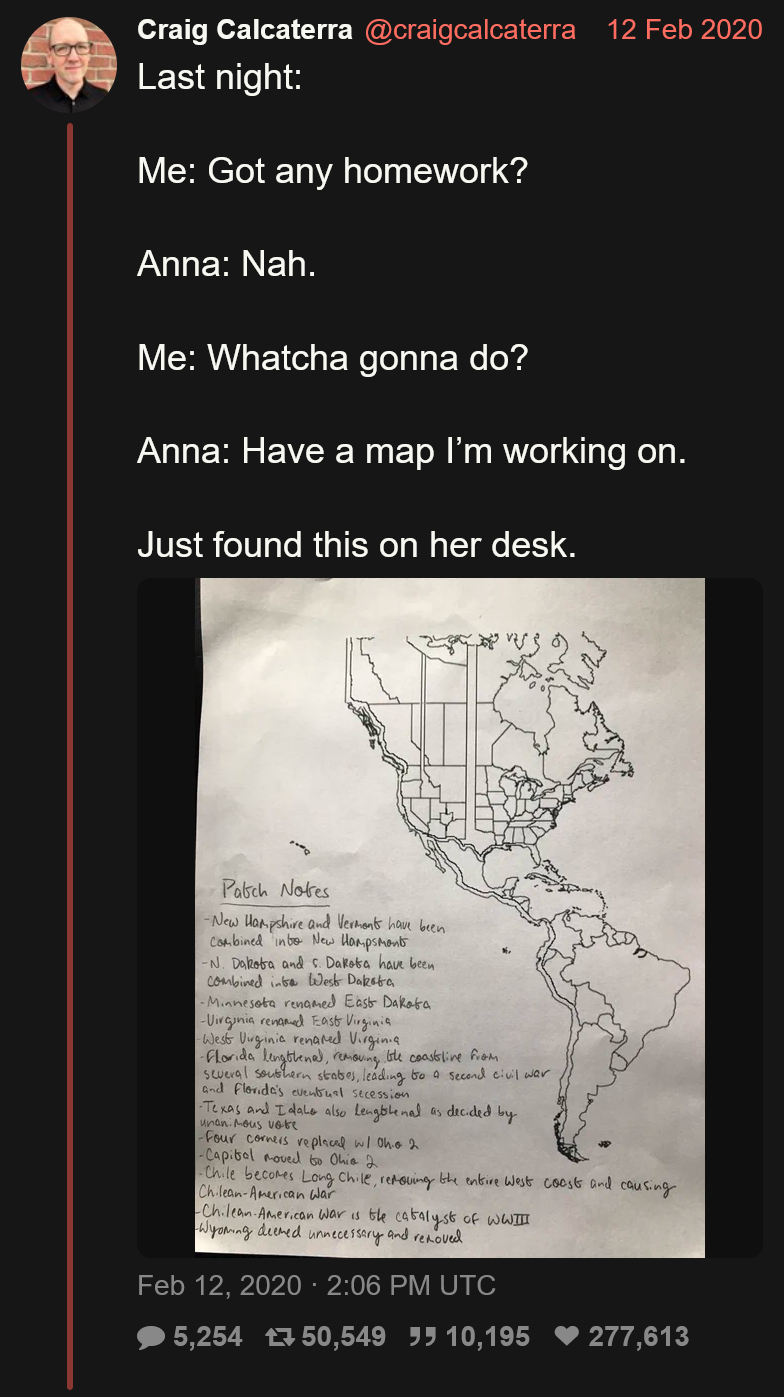 Craig Calcaterra @craigcalcaterra 12 Feb 2020
Last night:
Me: Got any homework?
Anna: Nah.
Me: Whatcha gonna do?
Anna: Have a map I’m working on.
Just found this on her desk.
Patch Notes
-New Hampshire and Vermont have been
combined into New Hampsmont
-N. Dakota and S. Dakota have been
combined into West Dakota
-Minnesota renamed East Dakota
-Virginia renamed East Virginia
-West Virginia renamed Virginia
-Florida lengthened, removing the coastline from
several southern states, leading to a second civil war
and Florida's eventual secession
-Texas and Idaho also lengthened as decided by
unanimous vote
-Four corners replaced w/ Ohio 2
-Capital moved to Ohio 2
-Chile becomes Long Chile, removing the entire West coast and causing
Chilean-American War
-Chilean-American War is the catalyst of WWIII
-Wyoming deemed unnecessary and removed
Feb 12, 2020 · 2:06 PM UTC
5,254 50,549 10,195 277,613